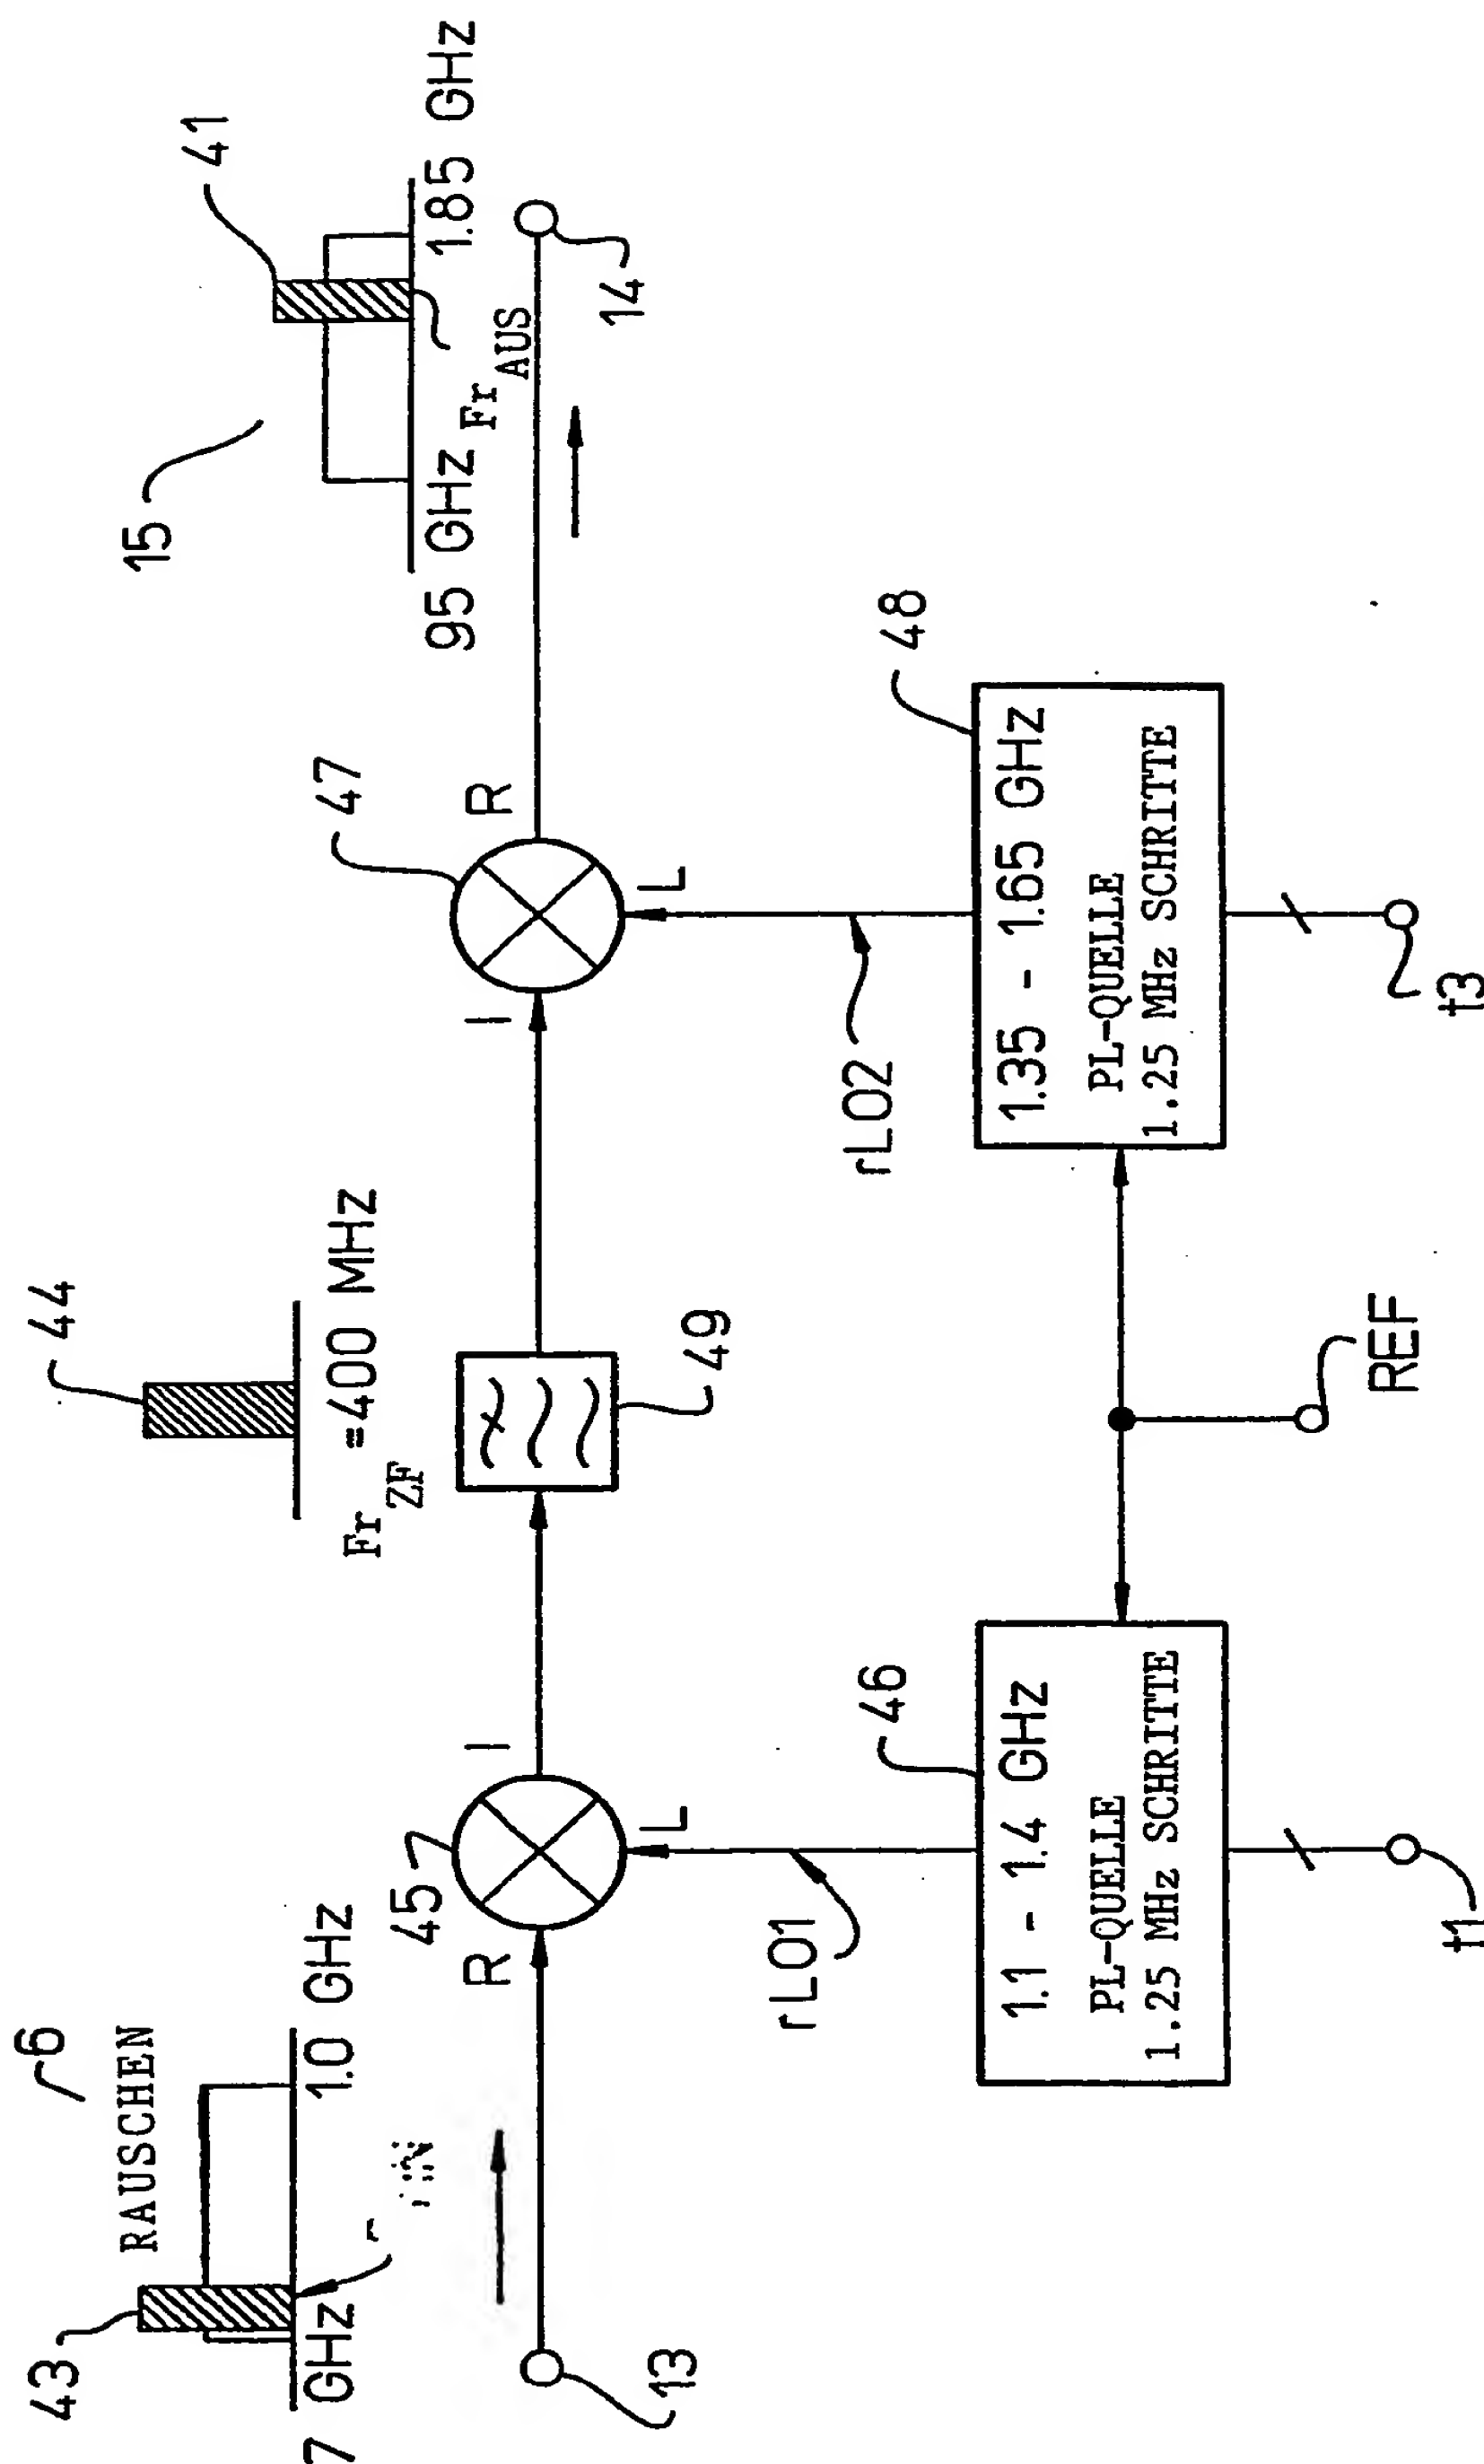 43
6
RAUSCHEN
7 GHz
1.0 GHz
13
R
45
I
L
rLO1
46
1.1 - 1.4 GHz
PL-QUELLE
1.25 MHz SCHRITTE
t1
44
Fr ZF =400 MHz
49
REF
47
I
R
L
rLO2
48
1.35 - 1.65 GHz
PL-QUELLE
1.25 MHz SCHRITTE
t3
15
41
95 GHz
1.85 GHz
Fr AUS
14